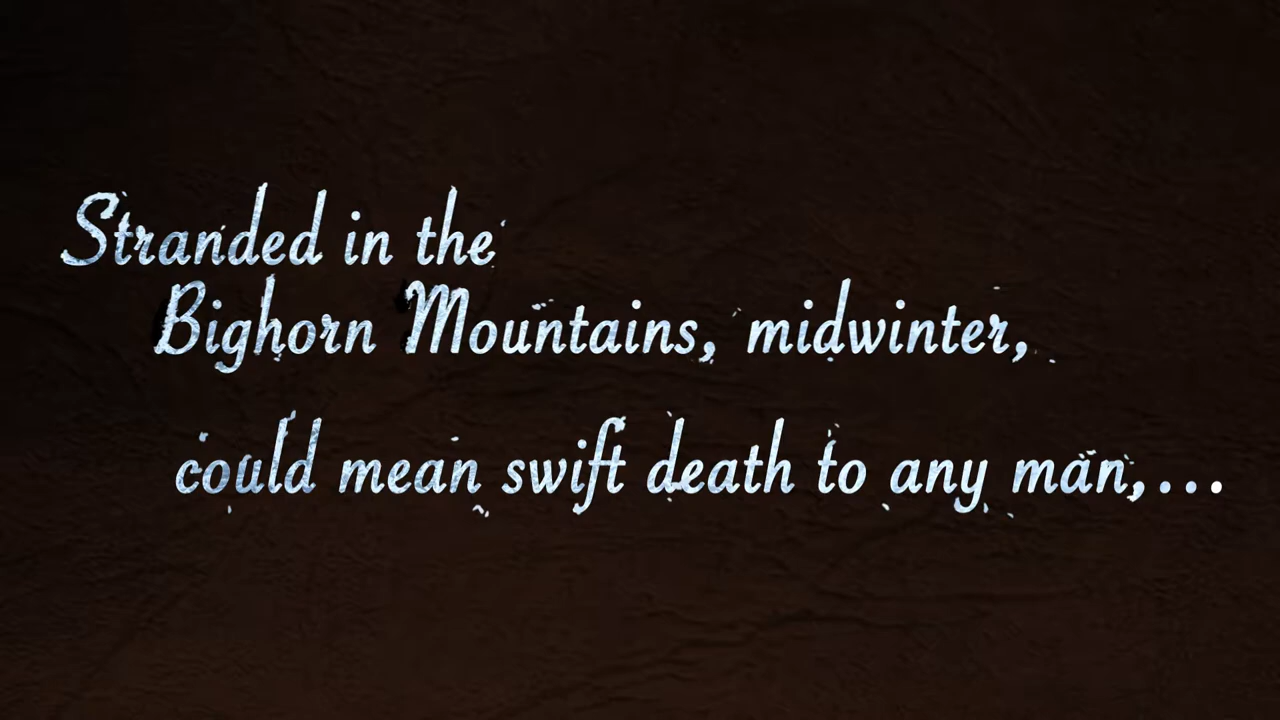 Stranded in the
Bighorn Mountains, midwinter,
could mean swift death to any man,...